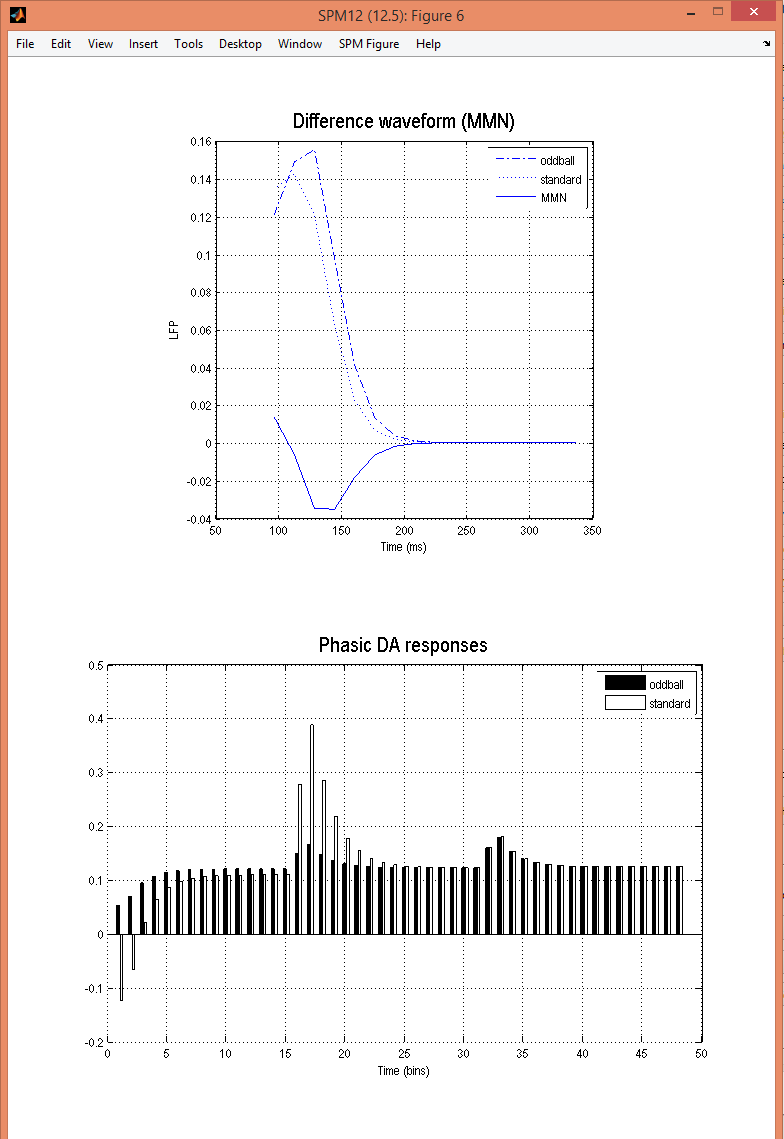 SPM12 (12.5): Figure 6
File Edit View Insert Tools Desktop Window SPM Figure Help
Difference waveform (MMN)
0.16
0.14
0.12
0.1
0.08
0.06
0.04
0.02
0
-0.02
-0.04
LFP
oddball
standard
MMN
50 100 150 200 250 300 350
Time (ms)
Phasic DA responses
0.5
0.4
0.3
0.2
0.1
0
-0.1
-0.2
oddball
standard
0 5 10 15 20 25 30 35 40 45 50
Time (bins)